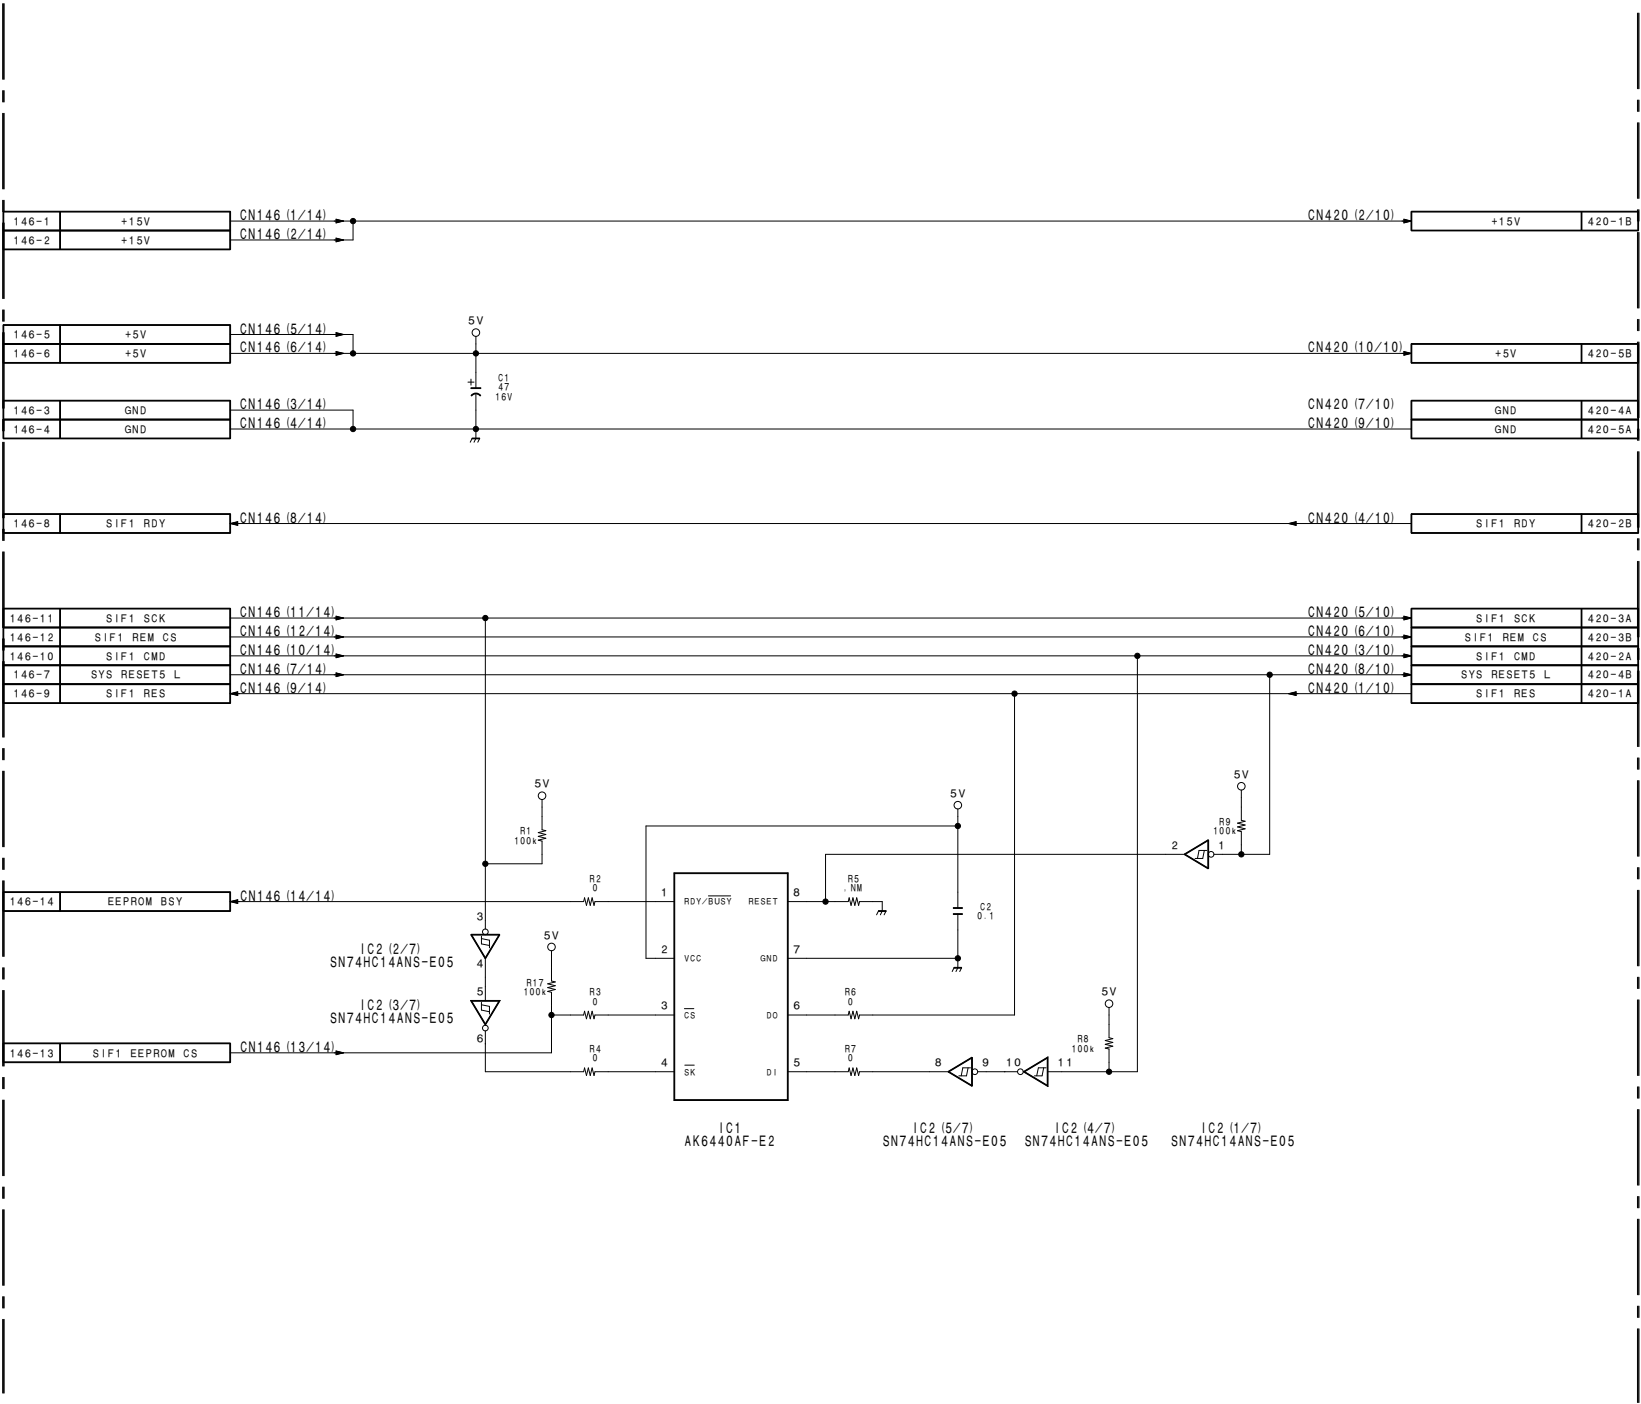 146-1 +15V CN146 (1/14) CN420 (2/10) +15V 420-1B
146-2 +15V CN146 (2/14)
5V
146-5 +5V CN146 (5/14)
146-6 +5V CN146 (6/14) CN420 (10/10) +5V 420-5B
+ C1
47
16V
146-3 GND CN146 (3/14) CN420 (7/10) GND 420-4A
146-4 GND CN146 (4/14) CN420 (9/10) GND 420-5A
146-8 SIF1 RDY CN146 (8/14) CN420 (4/10) SIF1 RDY 420-2B
146-11 SIF1 SCK CN146 (11/14) CN420 (5/10) SIF1 SCK 420-3A
146-12 SIF1 REM CS CN146 (12/14) CN420 (6/10) SIF1 REM CS 420-3B
146-10 SIF1 CMD CN146 (10/14) CN420 (3/10) SIF1 CMD 420-2A
146-7 SYS RESET5 L CN146 (7/14) CN420 (8/10) SYS RESET5 L 420-4B
146-9 SIF1 RES CN146 (9/14) CN420 (1/10) SIF1 RES 420-1A
5V
R1
100k
5V
5V
R9
100k
2 1
146-14 EEPROM BSY CN146 (14/14)
R2
0
1 RDY/BUSY RESET 8
R5
.NM
C2
0.1
3
IC2 (2/7)
SN74HC14ANS-E05
4
5V
2 VCC GND 7
R17
100k
5
IC2 (3/7)
SN74HC14ANS-E05
6
R3
0
3 CS DO 6
R6
0
5V
R8
100k
146-13 SIF1 EEPROM CS CN146 (13/14)
R4
0
4 SK DI 5
R7
0
8 9 10 11
IC1
AK6440AF-E2
IC2 (5/7)
SN74HC14ANS-E05
IC2 (4/7)
SN74HC14ANS-E05
IC2 (1/7)
SN74HC14ANS-E05